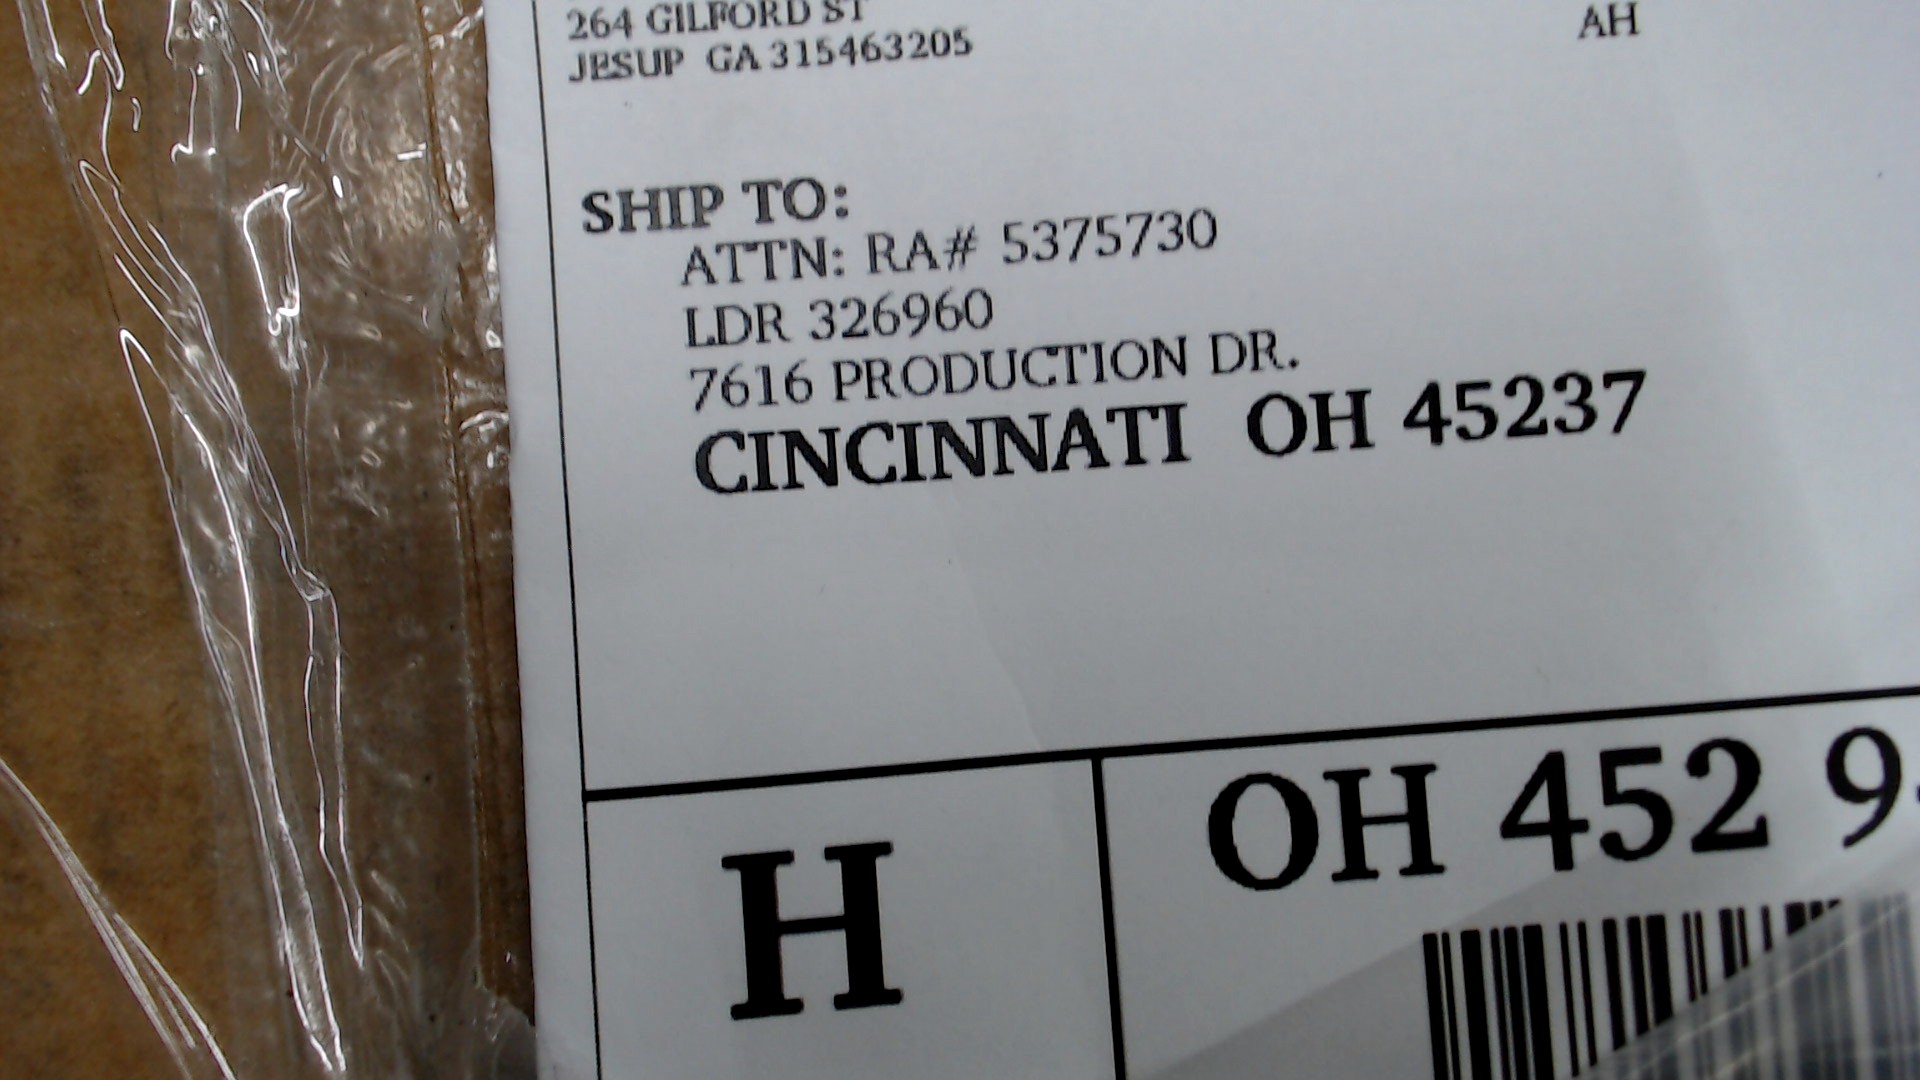 264 GILFORD ST
JESUP GA 315463205
AH
SHIP TO:
ATTN: RA# 5375730
LDR 326960
7616 PRODUCTION DR.
CINCINNATI OH 45237
H
OH 452 9